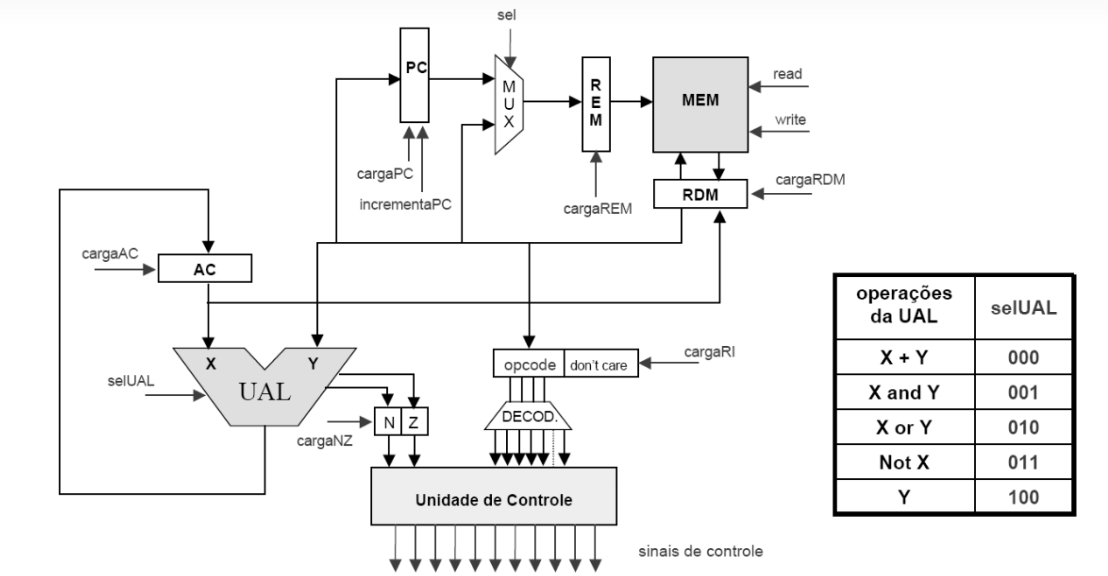 sel
PC
M
U
X
R
E
M
MEM
read
write
cargaPC
incrementaPC
cargaREM
RDM
cargaRDM
cargaAC
AC
X
Y
UAL
selUAL
cargaNZ
N Z
opcode don't care
cargaRI
DECOD.
Unidade de Controle
sinais de controle
operações
da UAL
selUAL
X + Y 000
X and Y 001
X or Y 010
Not X 011
Y 100